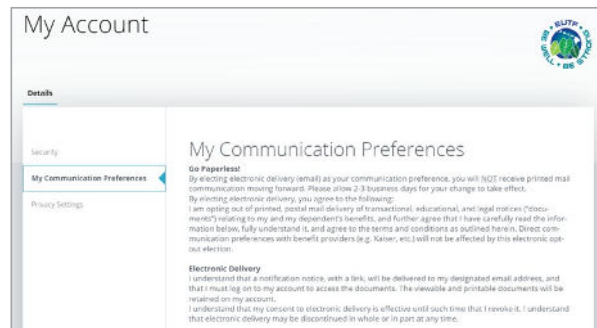 My Account
EUTF
BE WELL • BE STRONG
Details
Security
My Communication Preferences
Privacy Settings
My Communication Preferences
Go Paperless!
By electing electronic delivery (email) as your communication preference, you will NOT receive printed mail
communication moving forward. Please allow 2-3 business days for your change to take effect.
By electing electronic delivery, you agree to the following:
I am opting out of printed, postal mail delivery of transactional, educational, and legal notices ("docu-
ments") relating to my and my dependent's benefits, and further agree that I have carefully read the infor-
mation below, fully understand it, and agree to the terms and conditions as outlined herein. Direct com-
munication preferences with benefit providers (e.g. Kaiser, etc.) will not be affected by this electronic opt-
out election.
Electronic Delivery
I understand that a notification notice, with a link, will be delivered to my designated email address, and
that I must log on to my account to access the documents. The viewable and printable documents will be
retained on my account.
I understand that my consent to electronic delivery is effective until such time that I revoke it. I understand
that electronic delivery may be discontinued in whole or in part at any time.